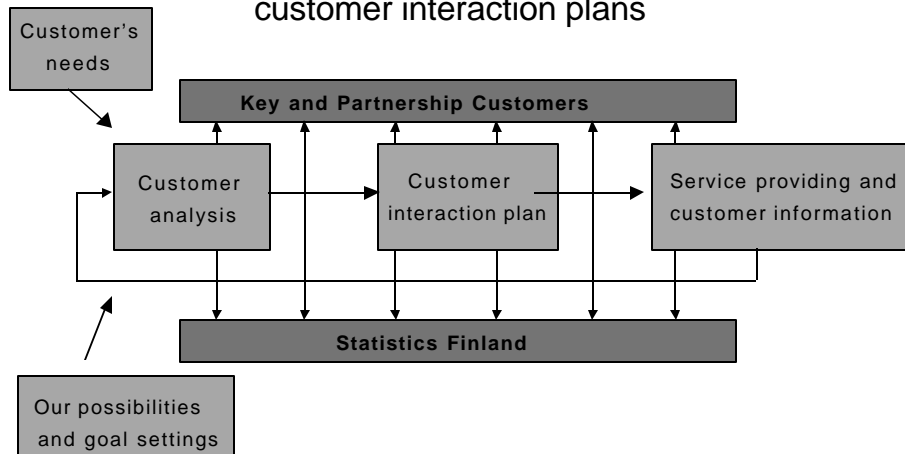 customer interaction plans
Customer's
needs
Key and Partnership Customers
Customer
analysis
Customer
interaction plan
Service providing and
customer information
Statistics Finland
Our possibilities
and goal settings